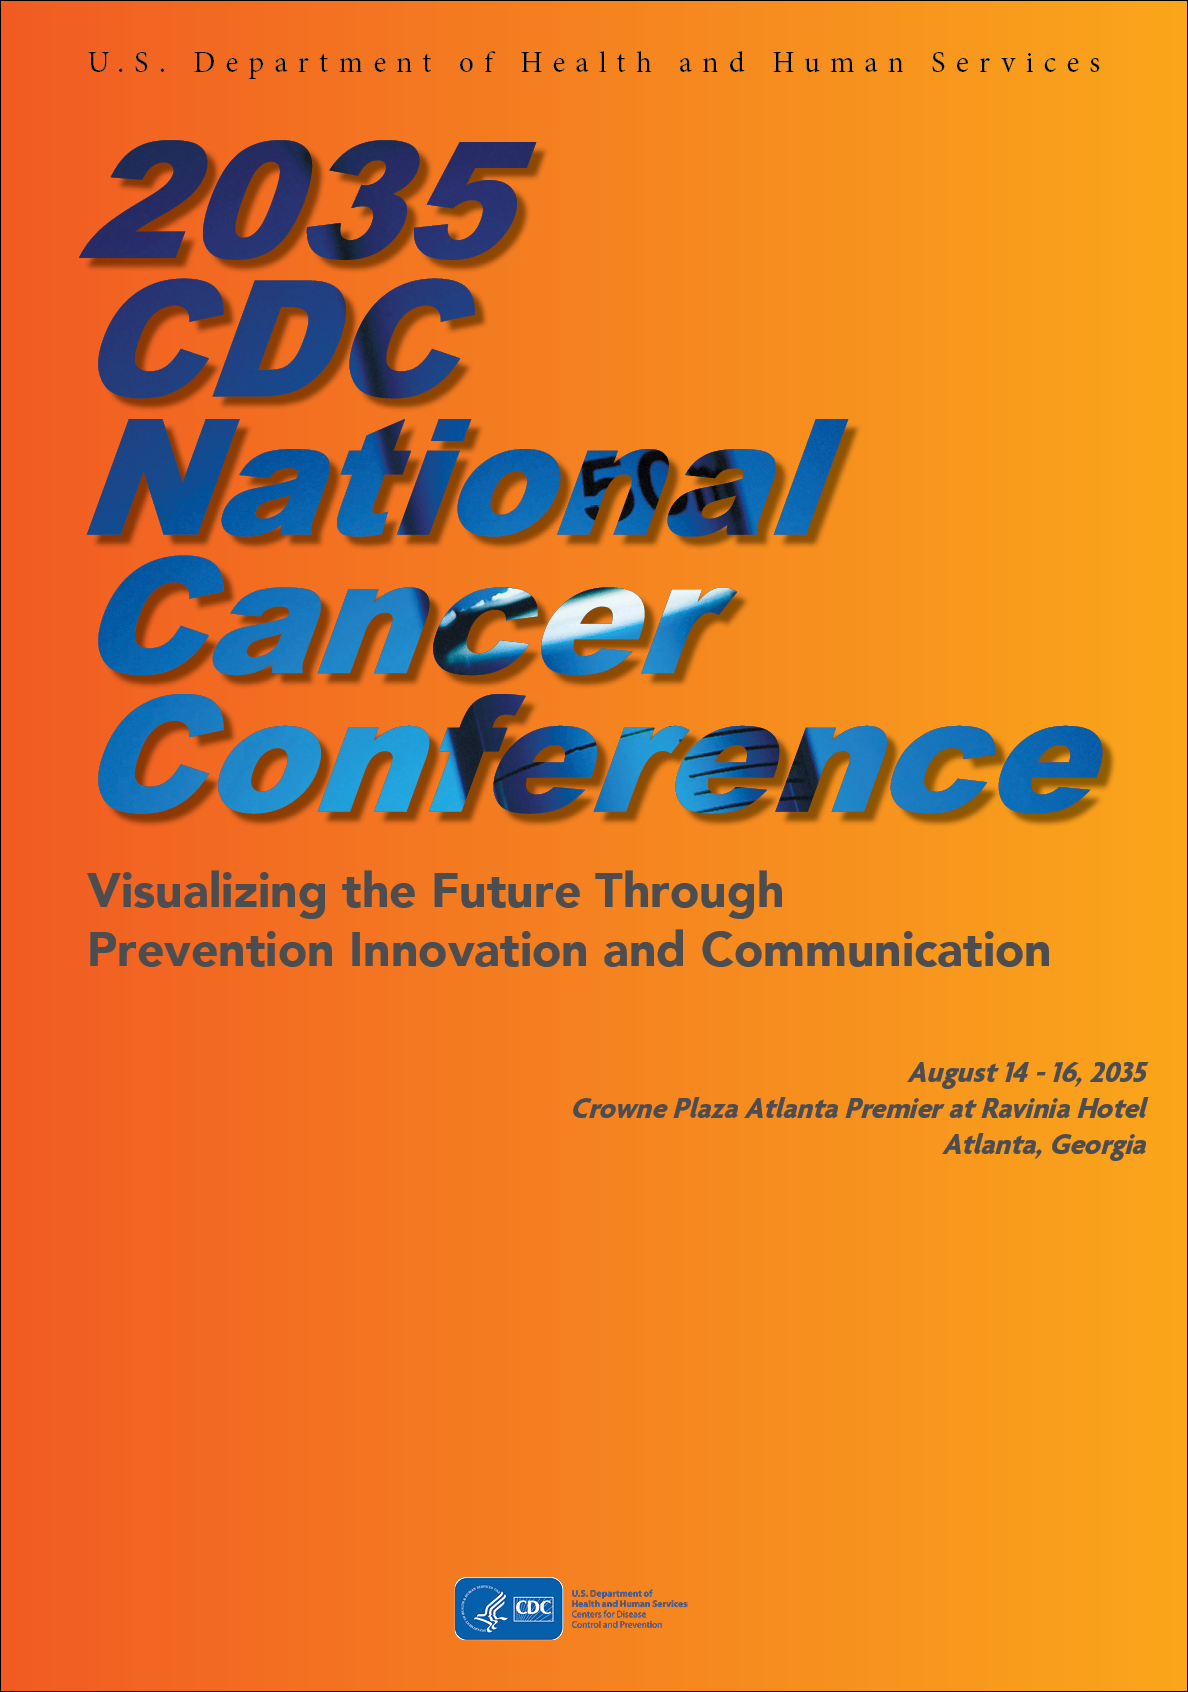 U.S. Department of Health and Human Services
2035
CDC
National
Cancer
Conference
Visualizing the Future Through
Prevention Innovation and Communication
August 14 - 16, 2035
Crowne Plaza Atlanta Premier at Ravinia Hotel
Atlanta, Georgia
CDC
U.S. Department of
Health and Human Services
Centers for Disease
Control and Prevention